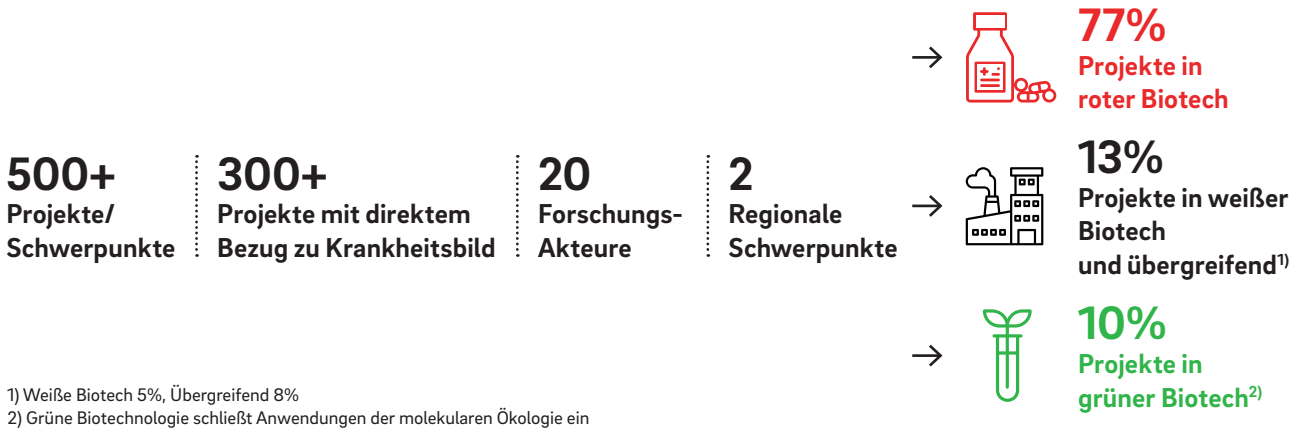 500+
Projekte/
Schwerpunkte
300+
Projekte mit direktem
Bezug zu Krankheitsbild
20
Forschungs-
Akteure
2
Regionale
Schwerpunkte
77%
Projekte in
roter Biotech
13%
Projekte in weißer
Biotech
und übergreifend1)
10%
Projekte in
grüner Biotech2)
1) Weiße Biotech 5%, Übergreifend 8%
2) Grüne Biotechnologie schließt Anwendungen der molekularen Ökologie ein